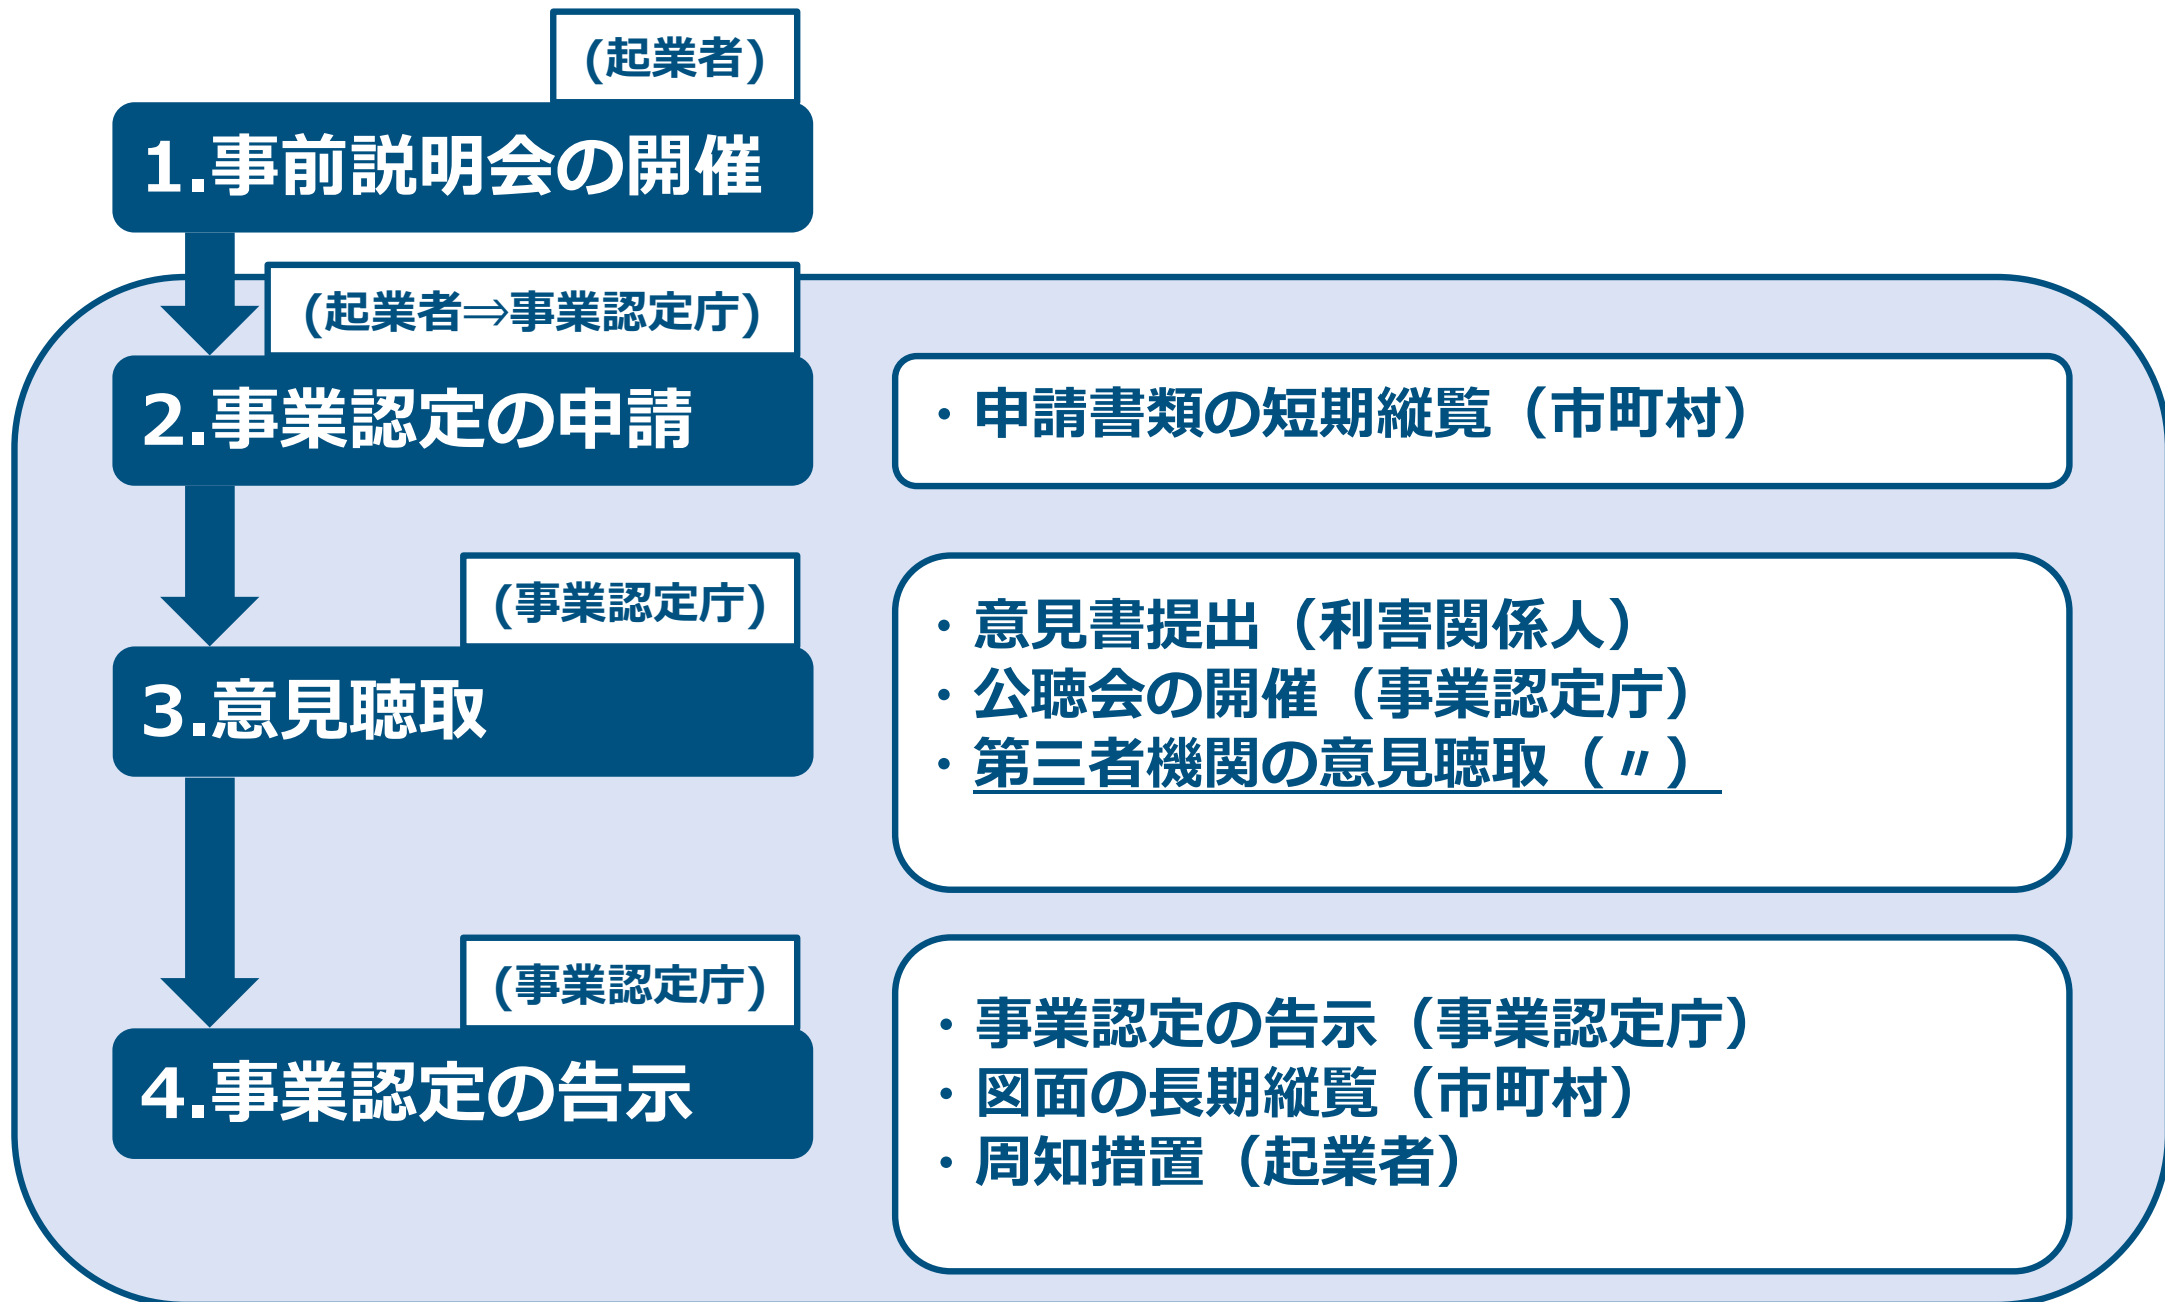 (起業者)
1.事前説明会の開催
(起業者⇒事業認定庁)
2.事業認定の申請
・申請書類の短期縦覧（市町村）
(事業認定庁)
3.意見聴取
・意見書提出（利害関係人）
・公聴会の開催（事業認定庁）
・第三者機関の意見聴取（〃）
(事業認定庁)
4.事業認定の告示
・事業認定の告示（事業認定庁）
・図面の長期縦覧（市町村）
・周知措置（起業者）